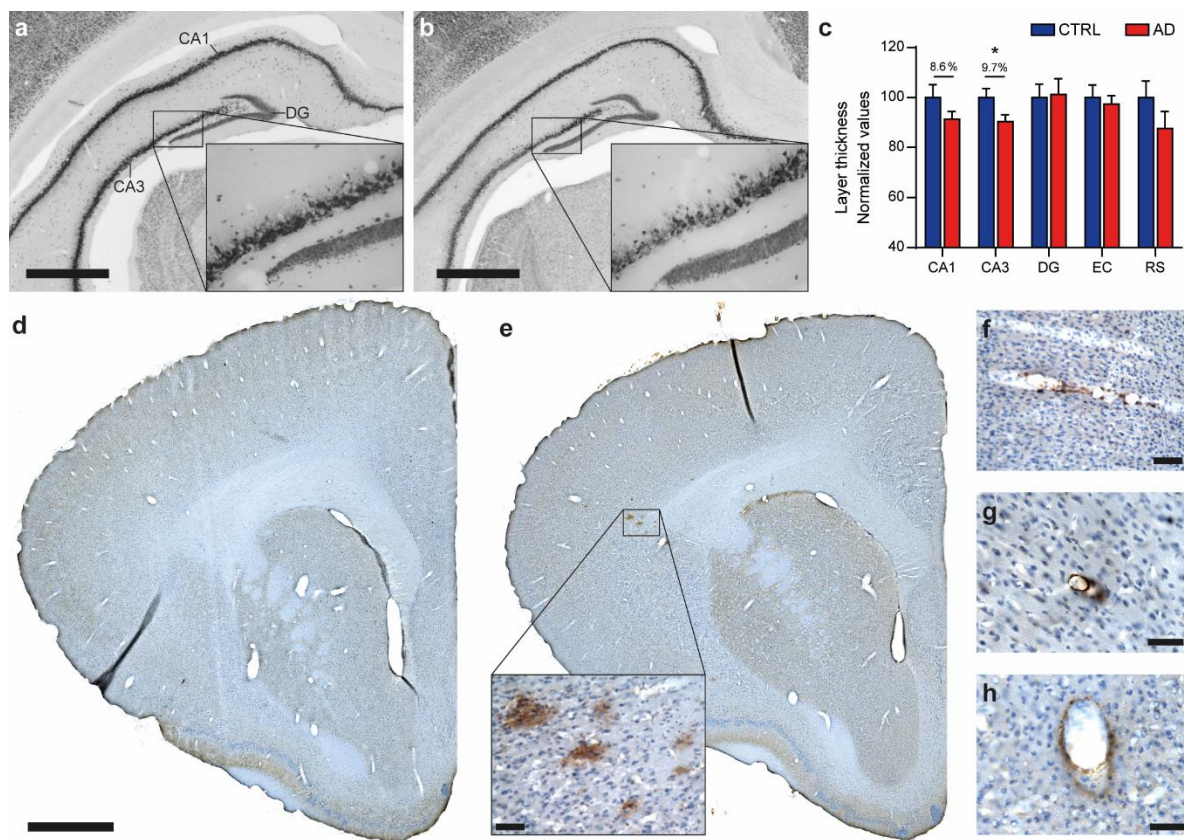 a
CA1
DG
CA3
b
c
CTRL AD
Layer thickness
Normalized values
120
100
80
60
40
8.6 %
*
9.7%
CA1 CA3 DG EC RS
d
e
f
g
h